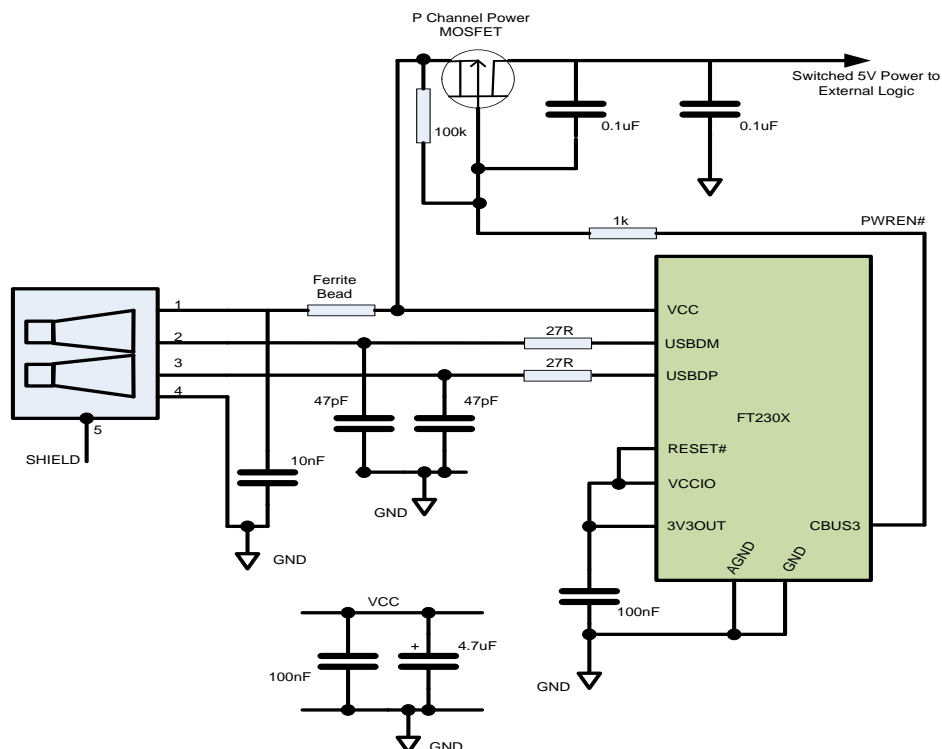 P Channel Power
MOSFET
Switched 5V Power to
External Logic
0.1uF
0.1uF
100k
1k
PWREN#
Ferrite
Bead
1
VCC
2
27R
USBDM
3
27R
USBDP
4
47pF
47pF
FT230X
5
SHIELD
10nF
RESET#
VCCIO
GND
3V3OUT
CBUS3
AGND
GND
GND
100nF
VCC
+
4.7uF
100nF
GND
GND